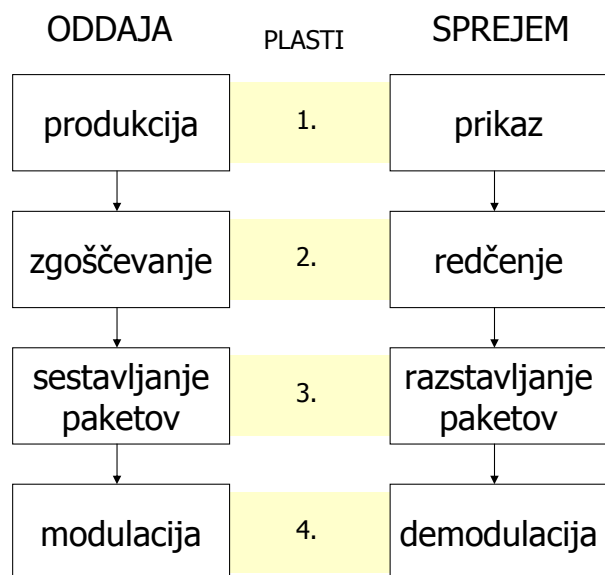 ODDAJA PLASTI SPREJEM
produkcija 1. prikaz
zgoščevanje 2. redčenje
sestavljanje
paketov 3. razstavljanje
paketov
modulacija 4. demodulacija